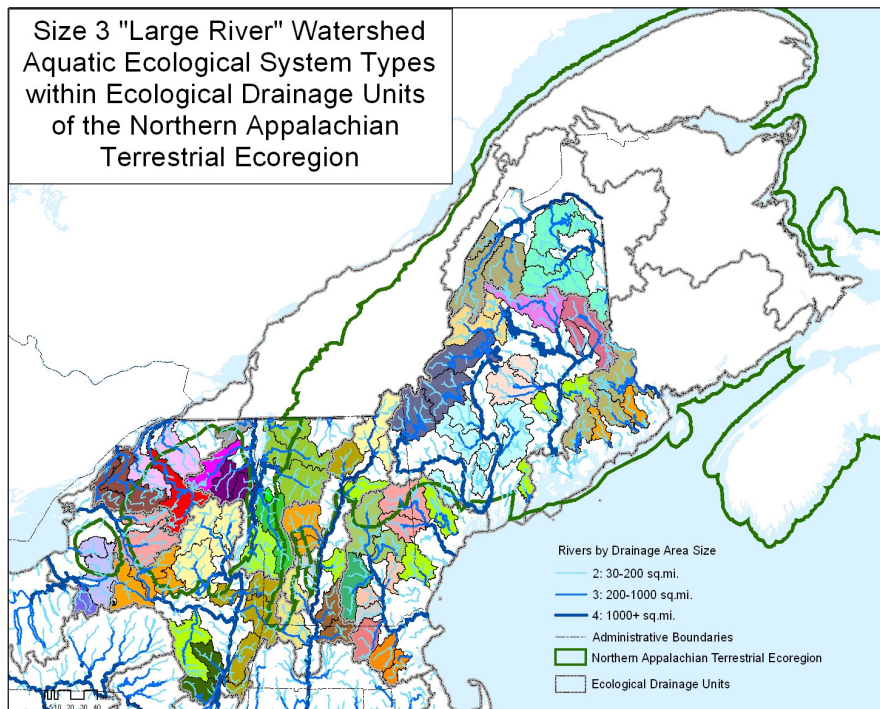 Size 3 "Large River" Watershed
Aquatic Ecological System Types
within Ecological Drainage Units
of the Northern Appalachian
Terrestrial Ecoregion
Rivers by Drainage Area Size
2: 30-200 sq.mi.
3: 200-1000 sq.mi.
4: 1000+ sq.mi.
Administrative Boundaries
Northern Appalachian Terrestrial Ecoregion
Ecological Drainage Units